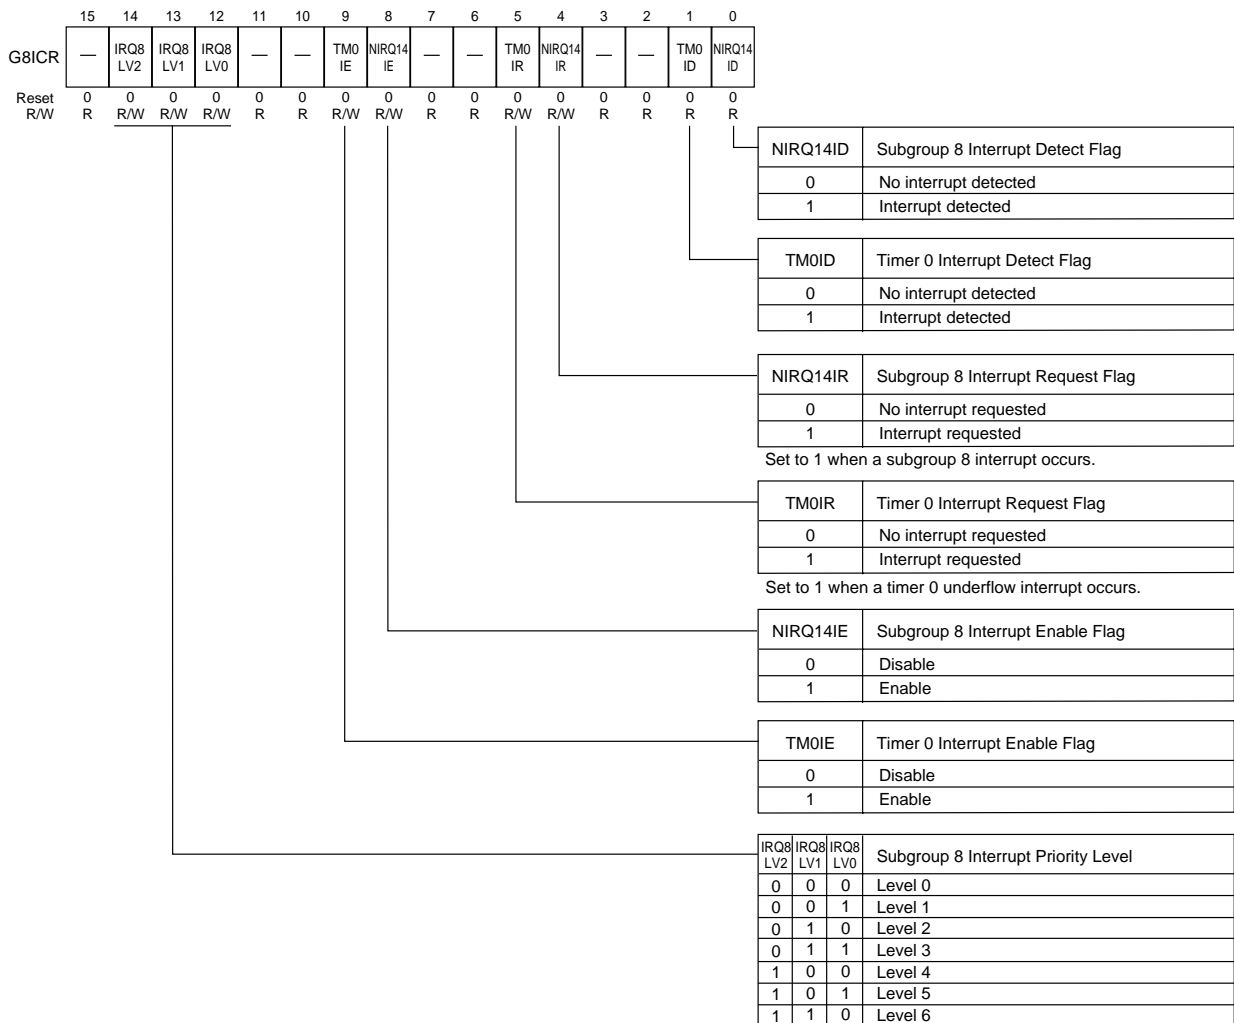 15 14 13 12 11 10 9 8 7 6 5 4 3 2 1 0
G8ICR — IRQ8 LV2 IRQ8 LV1 IRQ8 LV0 — — TM0 IE NIRQ14 IE — — TM0 IR NIRQ14 IR — — TM0 ID NIRQ14 ID
Reset 0 0 0 0 0 0 0 0 0 0 0 0 0 0 0 0
R/W R R/W R/W R/W R R R/W R/W R R R/W R/W R R R R
NIRQ14ID Subgroup 8 Interrupt Detect Flag
0 No interrupt detected
1 Interrupt detected
TM0ID Timer 0 Interrupt Detect Flag
0 No interrupt detected
1 Interrupt detected
NIRQ14IR Subgroup 8 Interrupt Request Flag
0 No interrupt requested
1 Interrupt requested
Set to 1 when a subgroup 8 interrupt occurs.
TM0IR Timer 0 Interrupt Request Flag
0 No interrupt requested
1 Interrupt requested
Set to 1 when a timer 0 underflow interrupt occurs.
NIRQ14IE Subgroup 8 Interrupt Enable Flag
0 Disable
1 Enable
TM0IE Timer 0 Interrupt Enable Flag
0 Disable
1 Enable
IRQ8 LV2 IRQ8 LV1 IRQ8 LV0 Subgroup 8 Interrupt Priority Level
0 0 0 Level 0
0 0 1 Level 1
0 1 0 Level 2
0 1 1 Level 3
1 0 0 Level 4
1 0 1 Level 5
1 1 0 Level 6